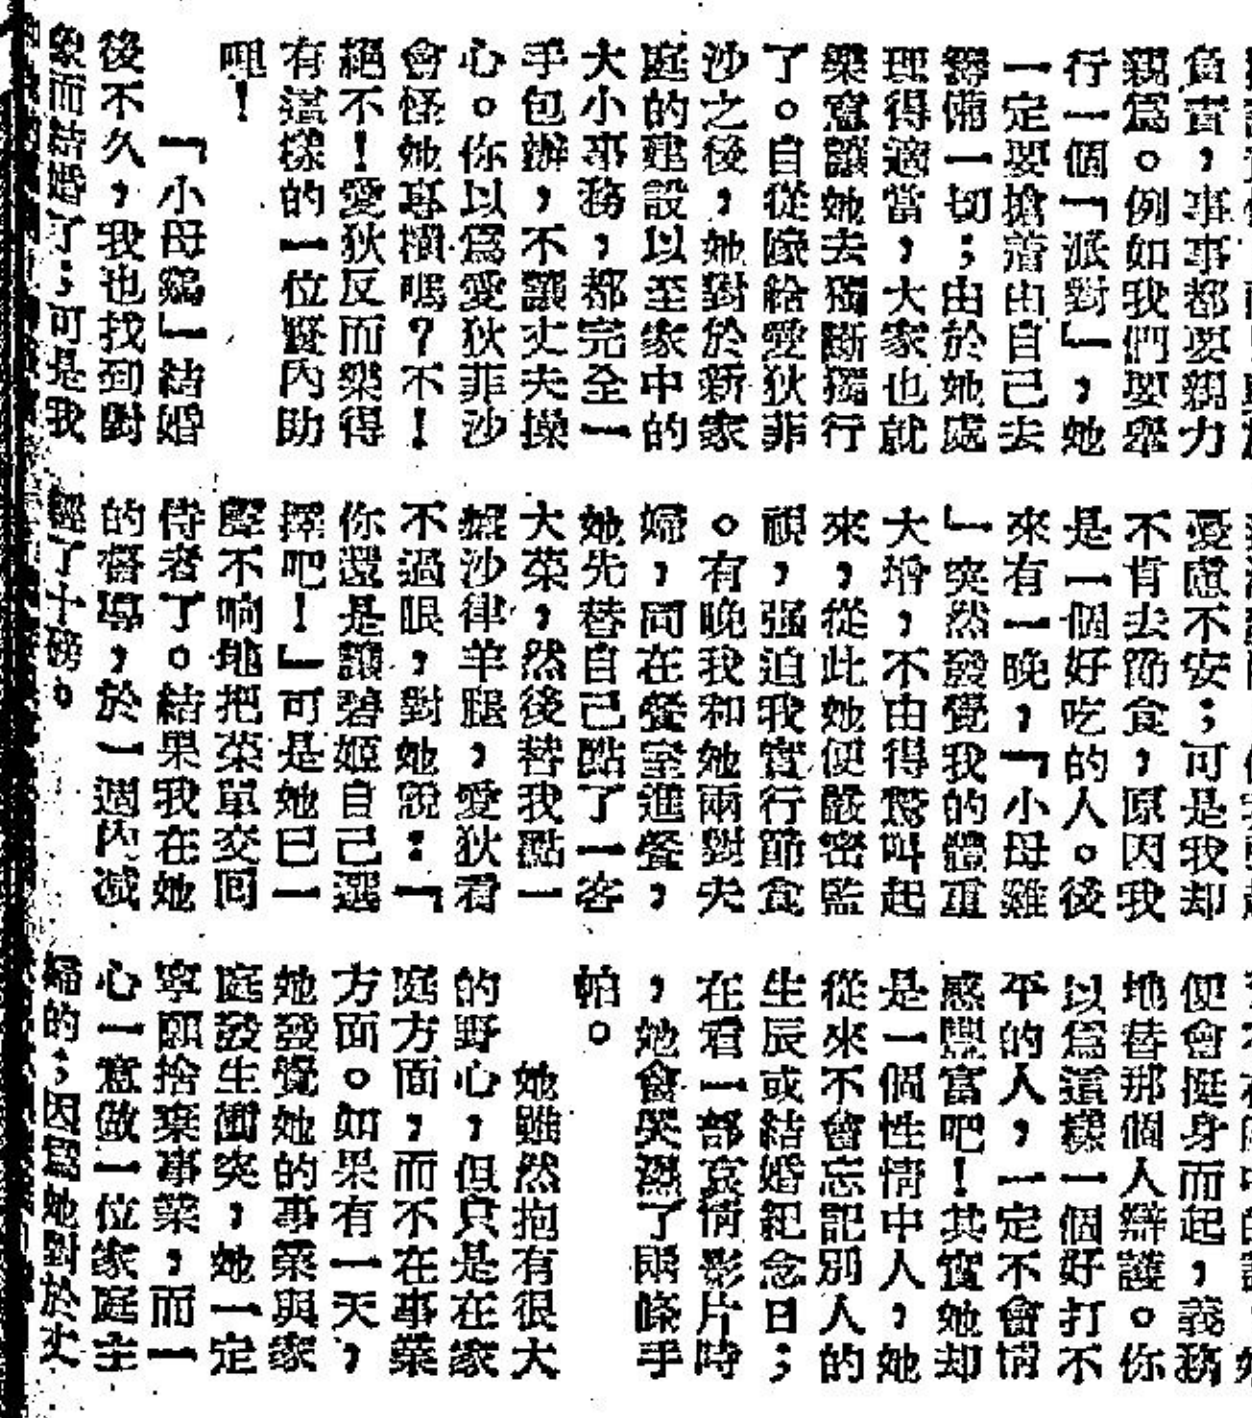 負責，事事都要親力
親爲。例如我們要舉
行一個「派對」，她
一定要搶着由自己去
籌備一切；由於她處
理得適當，大家也就
樂意讓她去獨斷獨行
了。自從嫁給愛狄菲
沙之後，她對於新家
庭的建設以至家中的
大小事務，都完全一
手包辦，不讓丈夫操
心。你以爲愛狄菲沙
會怪她專橫嗎？不！
絕不！愛狄反而樂得
有這樣的一位賢內助
哩！
「小母鷄」結婚
後不久，我也找到對
象而結婚了；可是我
憂慮不安；可是我却
不肯去節食，原因我
是一個好吃的人。後
來有一晚，「小母雞
」突然發覺我的體重
大增，不由得驚叫起
來，從此她便嚴密監
視，强迫我實行節食
。有晚我和她兩對夫
婦，同在餐室進餐，
她先替自己點了一客
大菜，然後替我點一
碟沙律羊腿，愛狄看
不過眼，對她說：「
你還是讓碧姬自己選
擇吧！」可是她已一
聲不响地把菜單交回
侍者了。結果我在她
的督導，於一週內減
輕了十磅。
便會挺身而起，義務
地替那個人辯護。你
以爲這樣一個好打不
平的人，一定不會情
感豐富吧！其實她却
是一個性情中人，她
從來不會忘記別人的
生辰或結婚紀念日；
在看一部哀情影片時
，她會哭濕了兩條手
帕。
她雖然抱有很大
的野心，但只是在家
庭方面，而不在事業
方面。如果有一天，
她發覺她的事業與家
庭發生衝突，她一定
寧願捨棄事業，而一
心一意做一位家庭主
婦的；因爲她對於丈